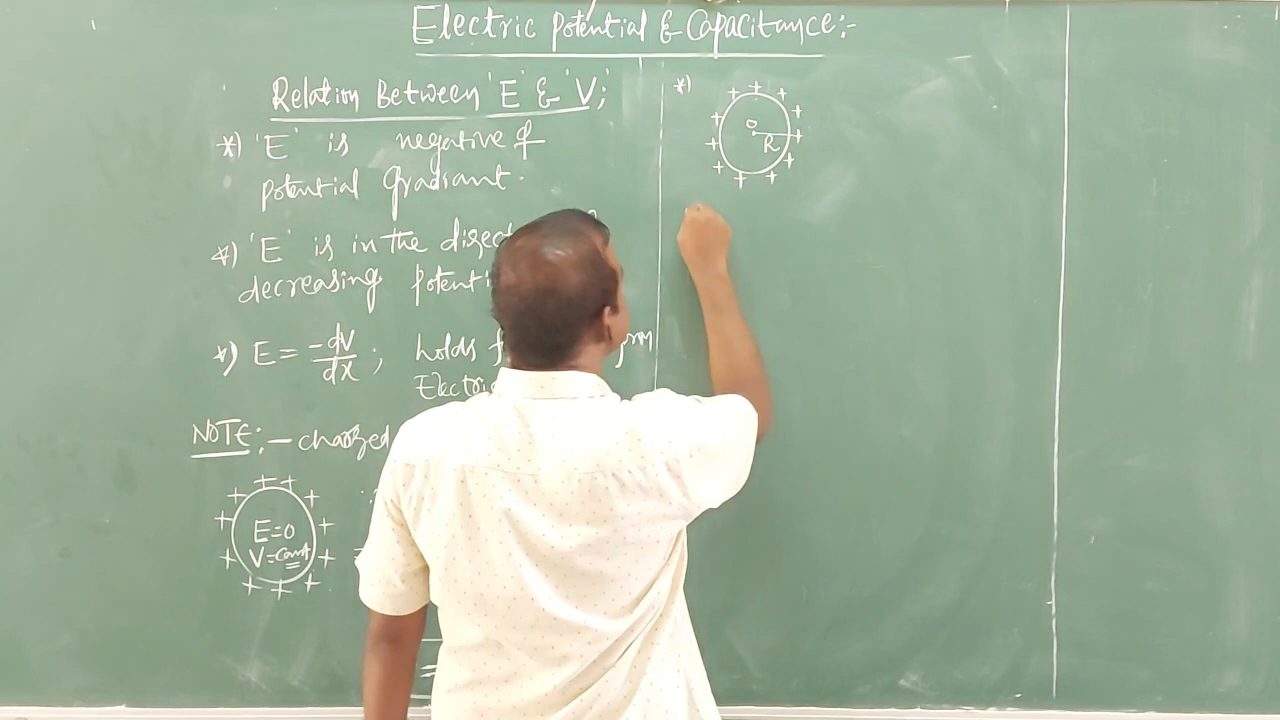 Electric Potential & Capacitance:-
Relation Between 'E' & 'V';
*) 'E' is negative of
potential gradiant.
*) 'E' is in the
decreasing
*) E = -dV/dx ; holds
NOTE:- charged
+ + + + + + + + + + +
E=0
V=const
*)
+ + + + + + + + + + + +
O
R